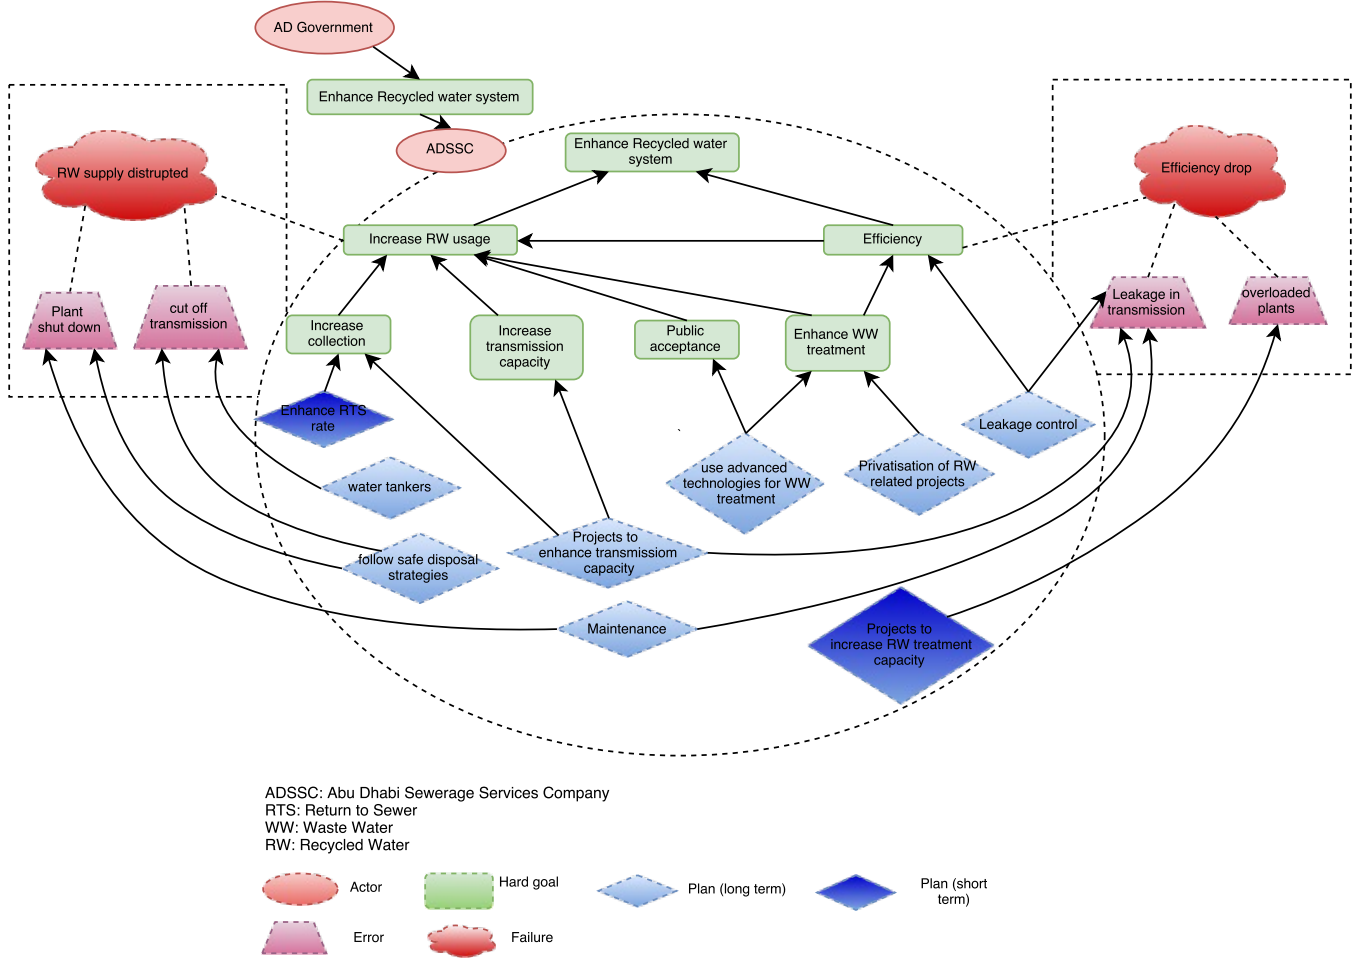 AD Government
Enhance Recycled water system
ADSSC
Enhance Recycled water
system
RW supply distrupted
Efficiency drop
Increase RW usage
Efficiency
Plant
shut down
cut off
transmission
Leakage in
transmission
overloaded
plants
Increase
collection
Increase
transmission
capacity
Public
acceptance
Enhance WW
treatment
Enhance RTS
rate
Leakage control
water tankers
use advanced
technologies for WW
treatment
Privatisation of RW
related projects
follow safe disposal
strategies
Projects to
enhance transmissiom
capacity
Maintenance
Projects to
increase RW treatment
capacity
ADSSC: Abu Dhabi Sewerage Services Company
RTS: Return to Sewer
WW: Waste Water
RW: Recycled Water
Actor
Hard goal
Plan (long term)
Plan (short
term)
Error
Failure